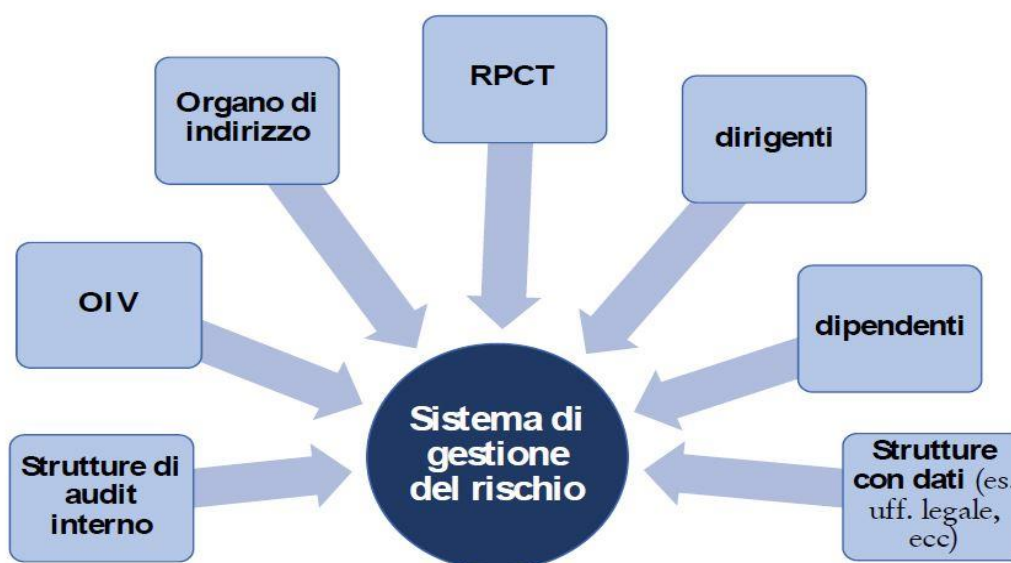 RPCT
Organo di
indirizzo
dirigenti
OIV
dipendenti
Sistema di
gestione
del rischio
Strutture di
audit
interno
Strutture
con dati (es.
uff. legale,
ecc)